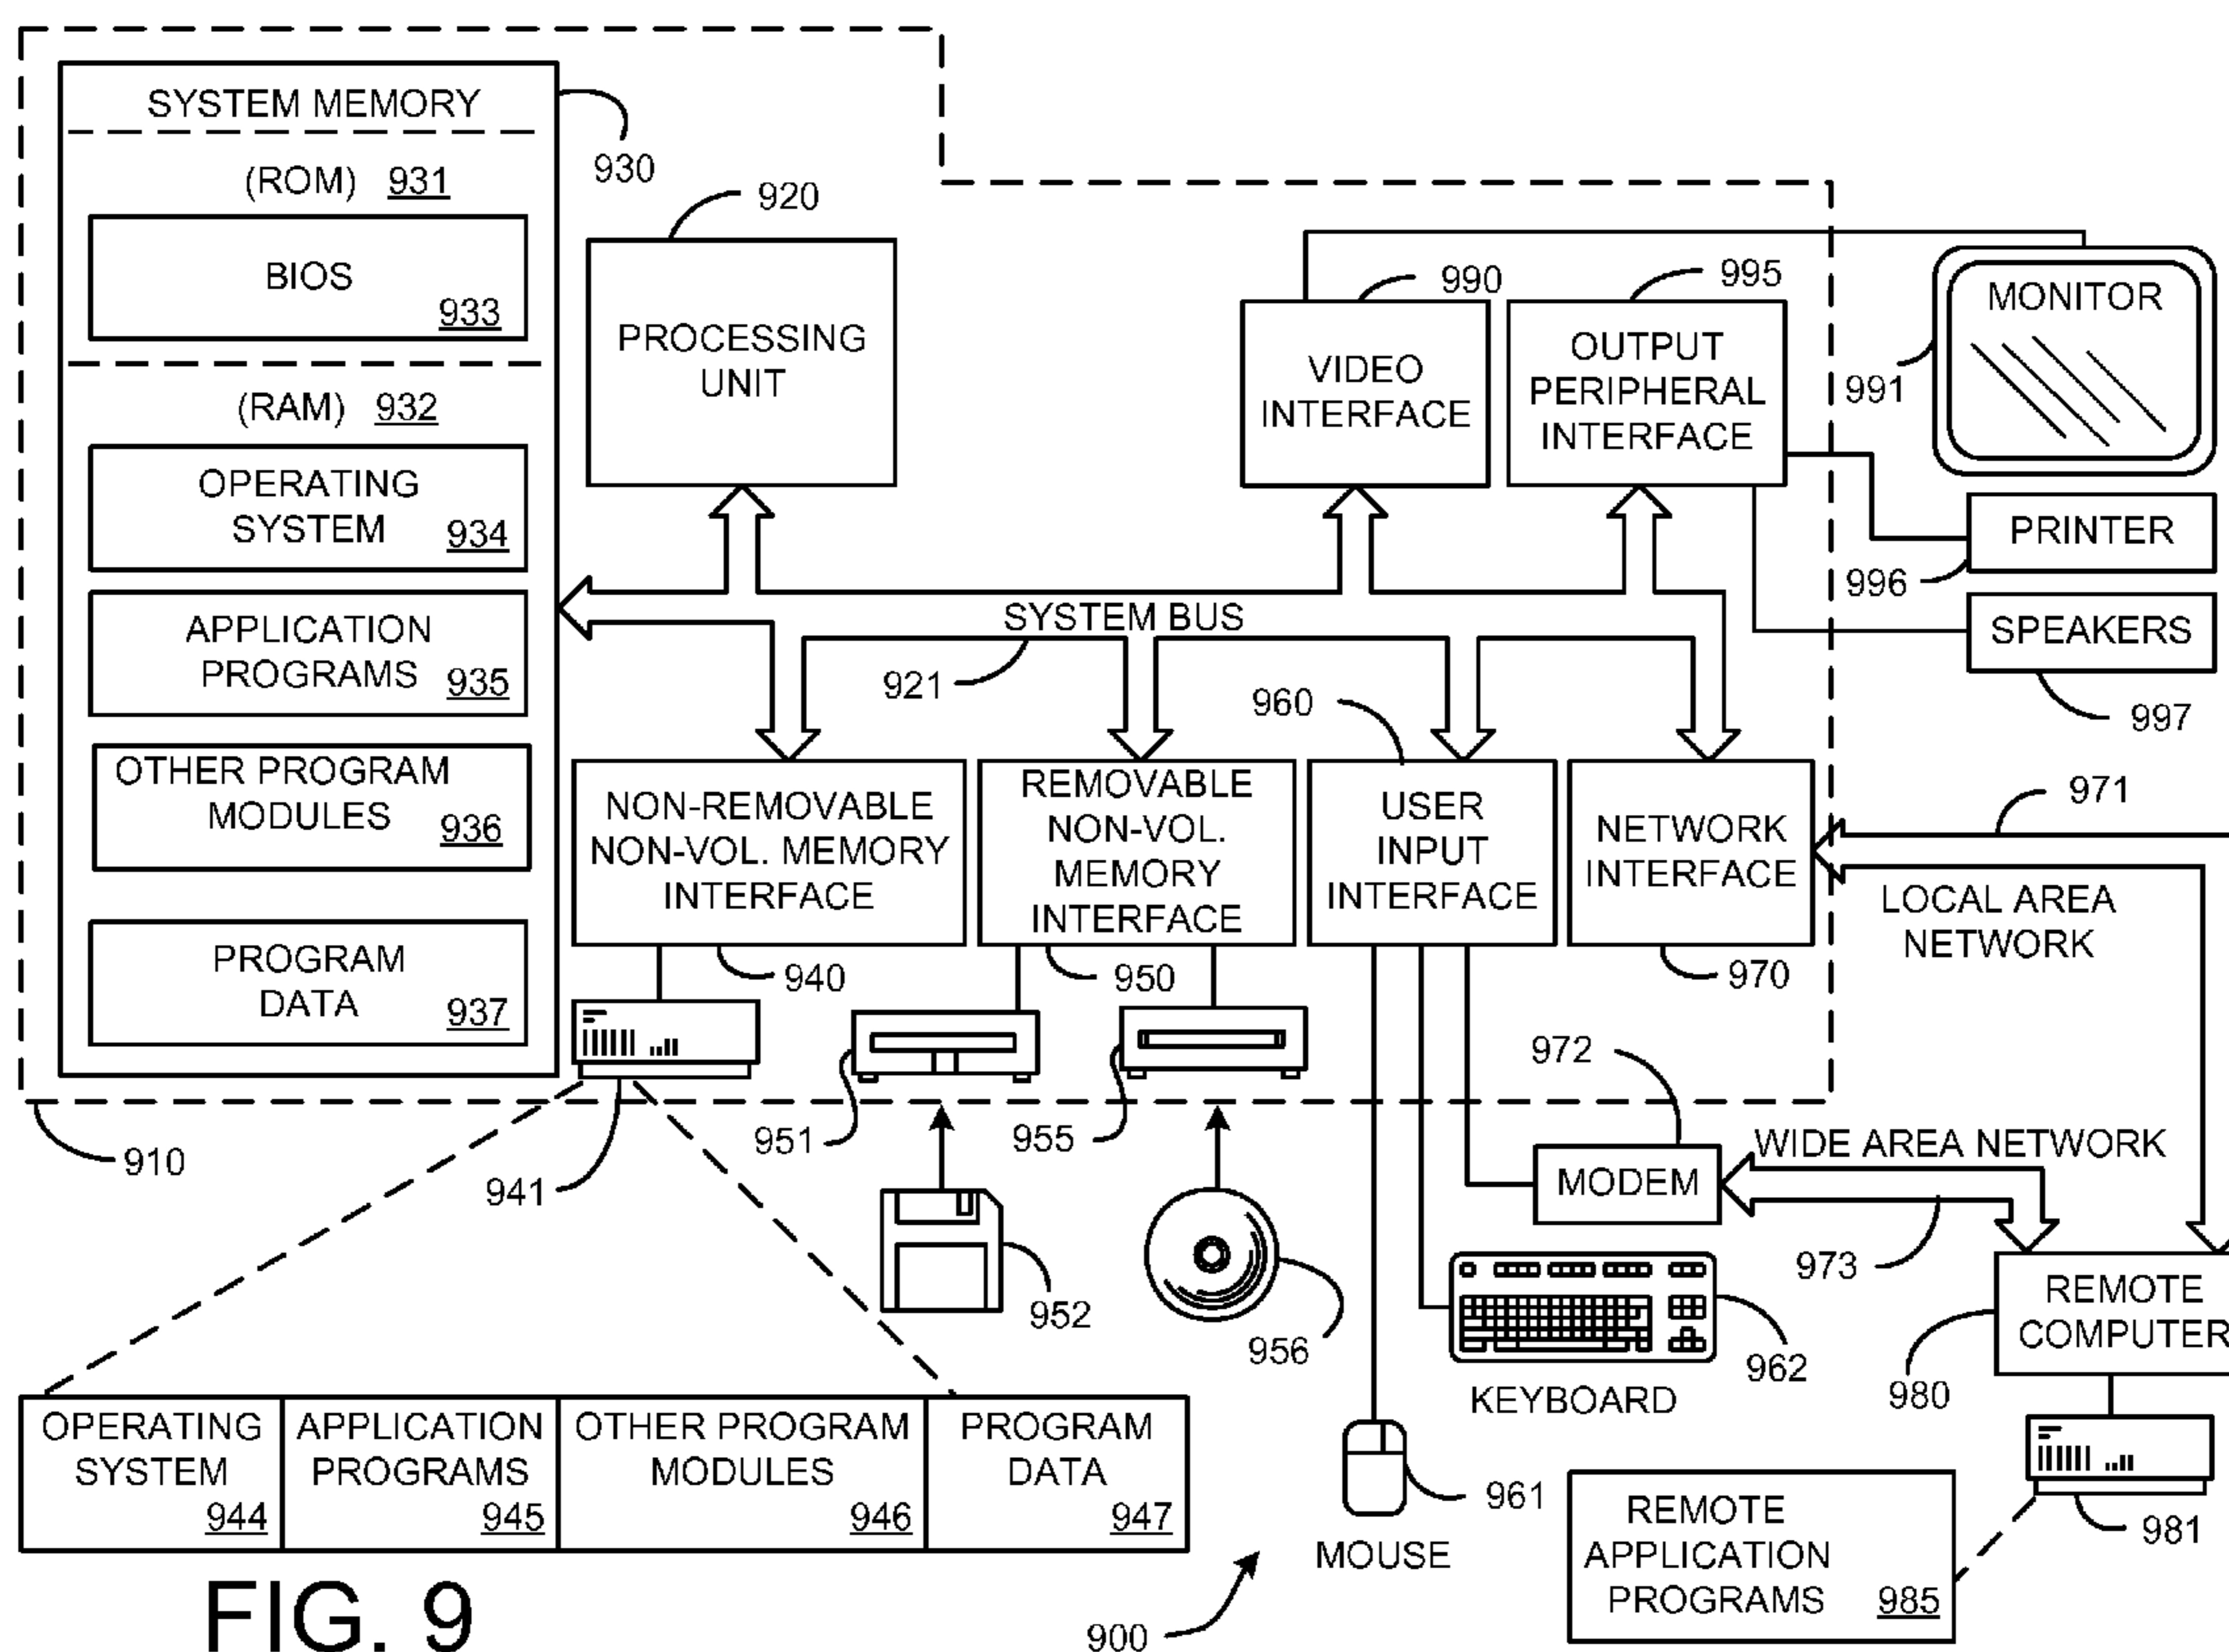 SYSTEM MEMORY
930
(ROM) 931
BIOS
933
(RAM) 932
OPERATING
SYSTEM
934
APPLICATION
PROGRAMS
935
OTHER PROGRAM
MODULES
936
PROGRAM
DATA
937
920
PROCESSING
UNIT
990
VIDEO
INTERFACE
995
OUTPUT
PERIPHERAL
INTERFACE
MONITOR
991
PRINTER
996
SPEAKERS
997
SYSTEM BUS
921
NON-REMOVABLE
NON-VOL. MEMORY
INTERFACE
940
REMOVABLE
NON-VOL.
MEMORY
INTERFACE
950
960
USER
INPUT
INTERFACE
NETWORK
INTERFACE
970
971
LOCAL AREA
NETWORK
910
941
951
955
952
956
972
MODEM
WIDE AREA NETWORK
973
962
KEYBOARD
961
MOUSE
REMOTE
COMPUTER
980
981
REMOTE
APPLICATION
PROGRAMS
985
OPERATING
SYSTEM
944
APPLICATION
PROGRAMS
945
OTHER PROGRAM
MODULES
946
PROGRAM
DATA
947
FIG. 9
900